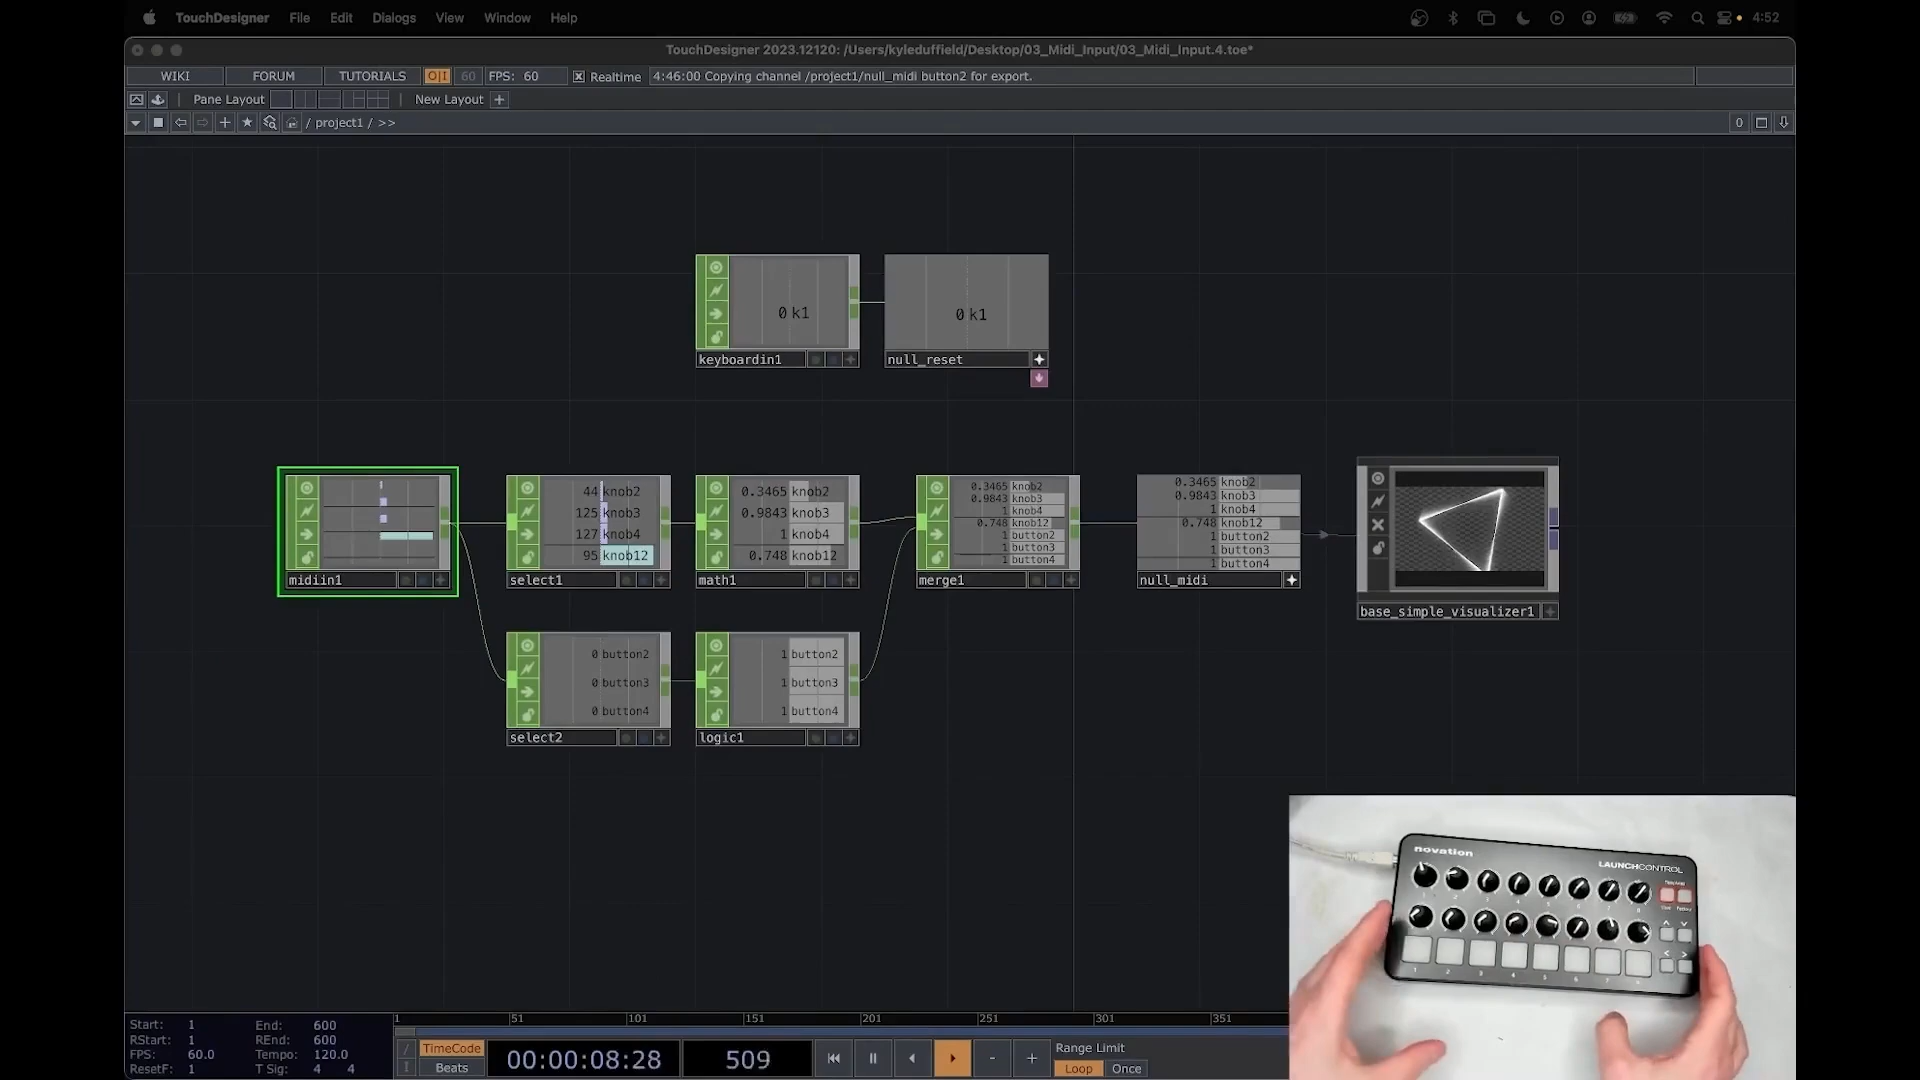 TouchDesigner File Edit Dialogs View Window Help 4:52
TouchDesigner 2023.12120: /Users/kyleduffield/Desktop/03_Midi_Input/03_Midi_Input.4.toe*
WIKI FORUM TUTORIALS O|I 60 FPS: 60 Realtime 4:46:00 Copying channel /project1/null_midi button2 for export.
Pane Layout New Layout +
/ project1 / >> 0
0 k1
keyboardin1
0 k1
null_reset
midiin1
44 knob2
125 knob3
127 knob4
95 knob12
select1
0.3465 knob2
0.9843 knob3
1 knob4
0.748 knob12
math1
0.3465 knob2
0.9843 knob3
1 knob4
0.748 knob12
1 button2
1 button3
1 button4
merge1
0.3465 knob2
0.9843 knob3
1 knob4
0.748 knob12
1 button2
1 button3
1 button4
null_midi
base_simple_visualizer1
0 button2
0 button3
0 button4
select2
1 button2
1 button3
1 button4
logic1
novation
LAUNCHCONTROL
Start: 1 End: 600
RStart: 1 REnd: 600
FPS: 60.0 Tempo: 120.0
ResetF: 1 T Sig: 4 4
1 51 101 151 201 251 301 351
TimeCode
Beats
00:00:08:28
509
- +
Range Limit
Loop Once